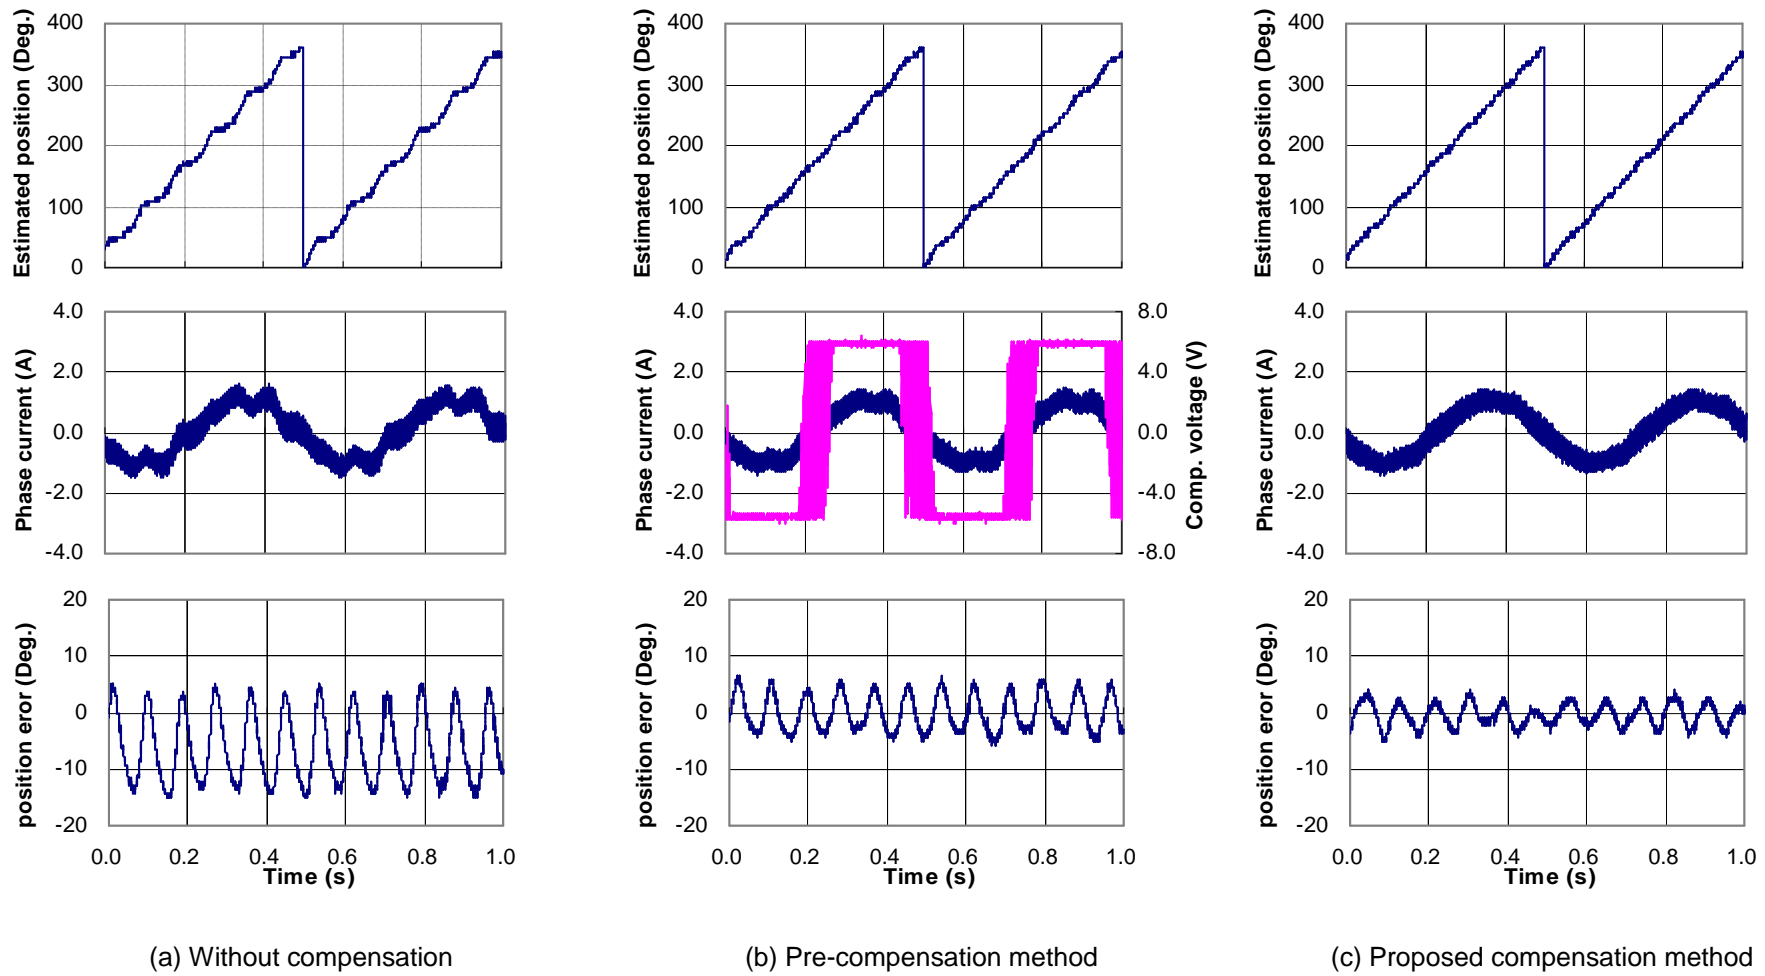 400
300
200
100
0
Estimated position (Deg.)
400
300
200
100
0
Estimated position (Deg.)
400
300
200
100
0
Estimated position (Deg.)
4.0
2.0
0.0
-2.0
-4.0
Phase current (A)
4.0
2.0
0.0
-2.0
-4.0
Phase current (A)
8.0
4.0
0.0
-4.0
-8.0
Comp. voltage (V)
4.0
2.0
0.0
-2.0
-4.0
Phase current (A)
20
10
0
-10
-20
position eror (Deg.)
0.0 0.2 0.4 0.6 0.8 1.0
Time (s)
20
10
0
-10
-20
position eror (Deg.)
0.0 0.2 0.4 0.6 0.8 1.0
Time (s)
20
10
0
-10
-20
position eror (Deg.)
0.0 0.2 0.4 0.6 0.8 1.0
Time (s)
(a) Without compensation
(b) Pre-compensation method
(c) Proposed compensation method